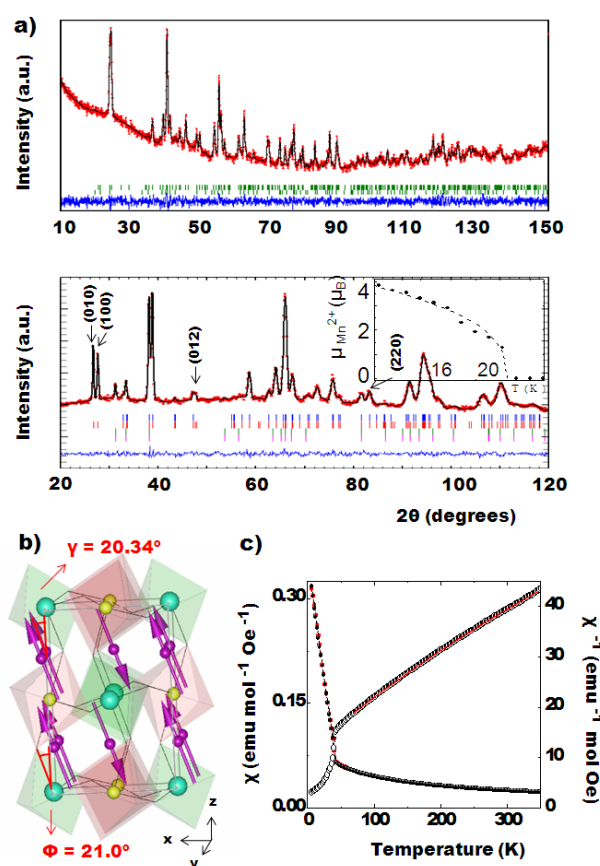 a)
Intensity (a.u.)
10 30 50 70 90 110 130 150
Intensity (a.u.)
(010)
(100)
(012)
(220)
μ Mn2+ (μB)
4
2
0
16 20 T (K)
20 40 60 80 100 120
2θ (degrees)
b)
γ = 20.34°
Φ = 21.0°
z
x
y
c)
χ (emu mol -1 Oe -1)
0.30
0.15
0.00
χ-1 (emu -1 mol Oe)
40
30
20
10
0
0 100 200 300
Temperature (K)